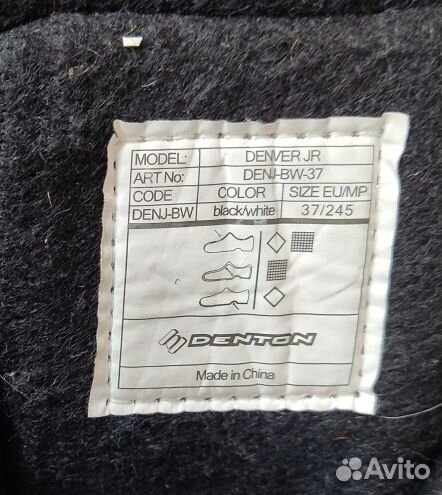 MODEL: DENVER JR
ART No: DENJ-BW-37
CODE COLOR SIZE EU/MP
DENJ-BW black/white 37/245
DENTON
Made in China
Avito